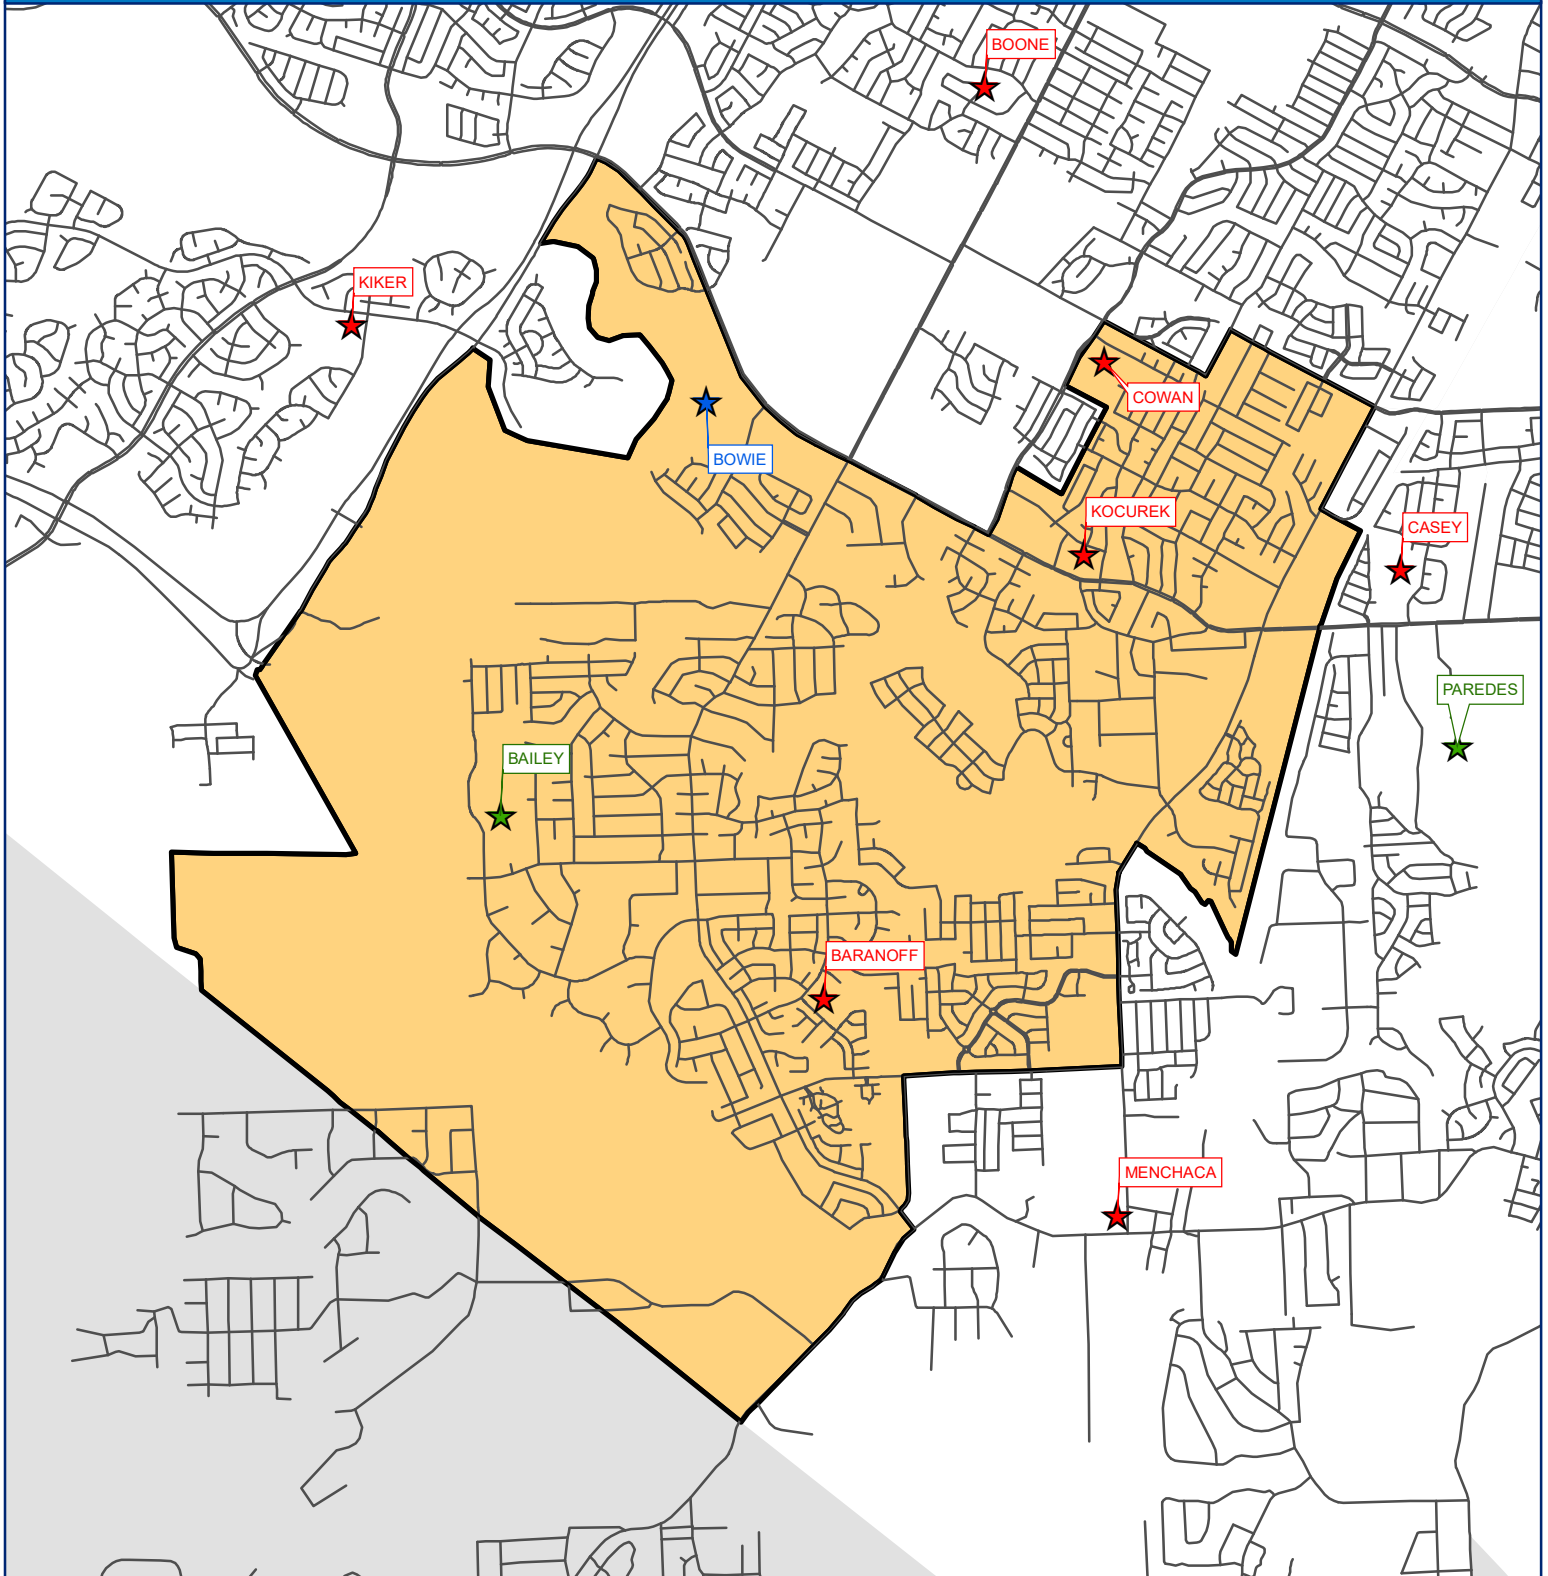 BOONE
KIKER
COWAN
BOWIE
KOCUREK
CASEY
PAREDES
BAILEY
BARANOFF
MENCHACA